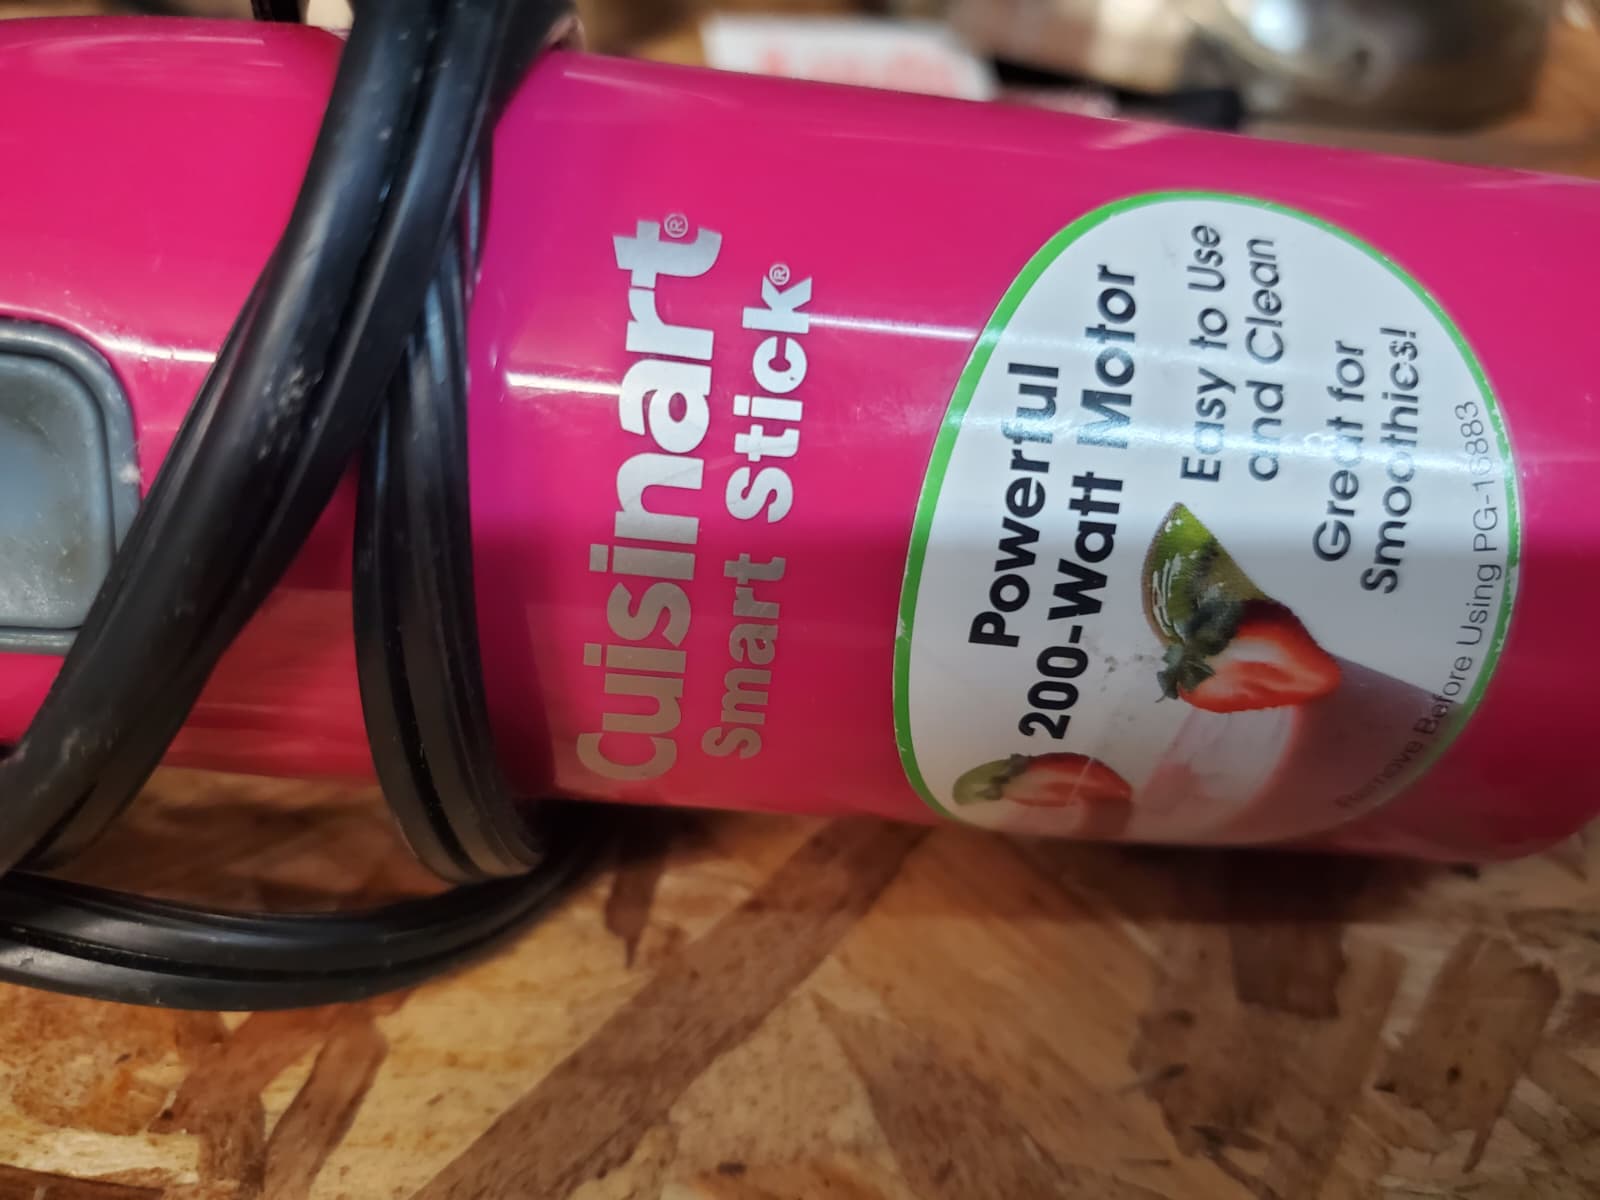 Cuisinart®
Smart Stick®
Powerful
200-Watt Motor
Easy to Use
and Clean
Great for
Smoothies!
Remove Before Using PG-16883